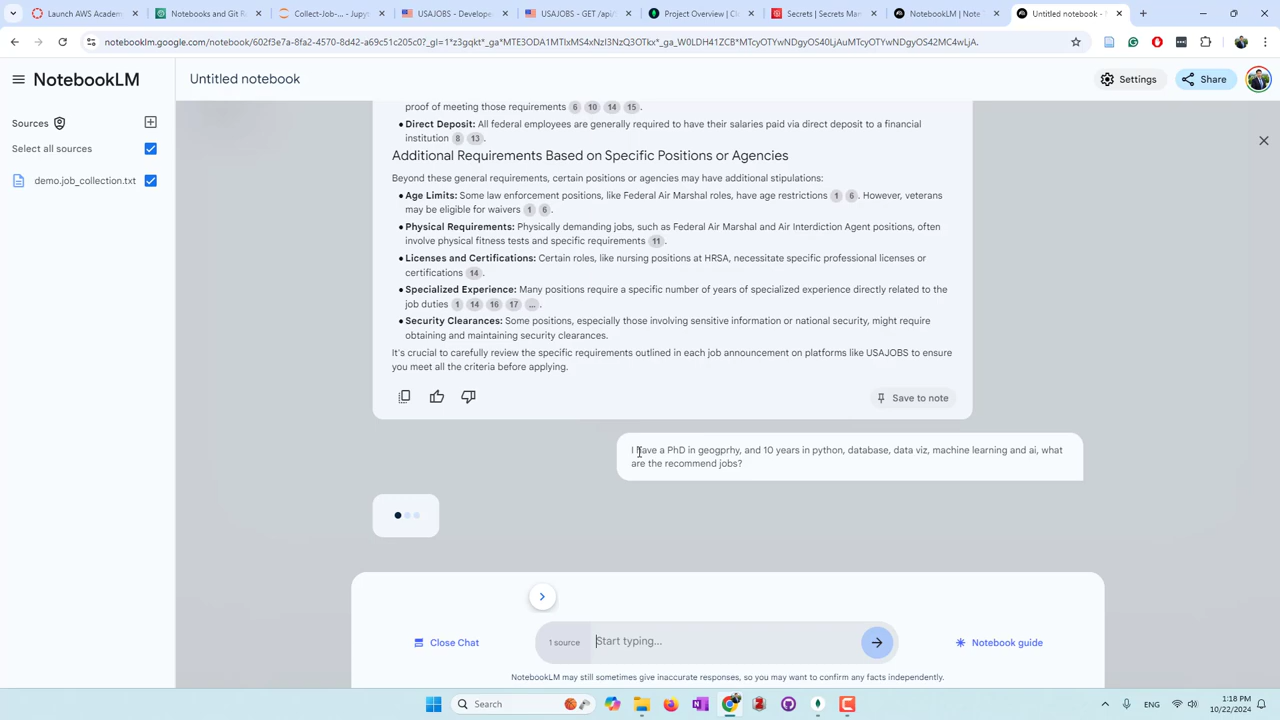 Launch AWS Academ
Notebooks and Git R
Collec
... - Jupyt
USAJOBS - Develope
USAJOBS - GET /api/
Project Overview | Cl
Secrets | Secrets Man
NotebookLM | Note
Untitled notebook -
notebooklm.google.com/notebook/602f3e7a-8fa2-4570-8d42-a69c51c205c0?_gl=1*z3gqkt*_ga*MTE3ODA1MTIxMS4xNzI3NzQ3OTkx*_ga_W0LDH41ZCB*MTcyOTYwNDgyOS40LjAuMTcyOTYwNDgyOS42MC4wLjA.
NotebookLM
Untitled notebook
Settings
Share
Sources
Select all sources
demo.job_collection.txt
proof of meeting those requirements 6 10 14 15 .
• Direct Deposit: All federal employees are generally required to have their salaries paid via direct deposit to a financial
institution 8 13 .
Additional Requirements Based on Specific Positions or Agencies
Beyond these general requirements, certain positions or agencies may have additional stipulations:
• Age Limits: Some law enforcement positions, like Federal Air Marshal roles, have age restrictions 1 6 . However, veterans
may be eligible for waivers 1 6 .
• Physical Requirements: Physically demanding jobs, such as Federal Air Marshal and Air Interdiction Agent positions, often
involve physical fitness tests and specific requirements 11 .
• Licenses and Certifications: Certain roles, like nursing positions at HRSA, necessitate specific professional licenses or
certifications 14 .
• Specialized Experience: Many positions require a specific number of years of specialized experience directly related to the
job duties 1 14 16 17 ... .
• Security Clearances: Some positions, especially those involving sensitive information or national security, might require
obtaining and maintaining security clearances.
It's crucial to carefully review the specific requirements outlined in each job announcement on platforms like USAJOBS to ensure
you meet all the criteria before applying.
Save to note
I have a PhD in geogprhy, and 10 years in python, database, data viz, machine learning and ai, what
are the recommend jobs?
Close Chat
1 source
Start typing...
Notebook guide
NotebookLM may still sometimes give inaccurate responses, so you may want to confirm any facts independently.
Search
ENG
1:18 PM
10/22/2024